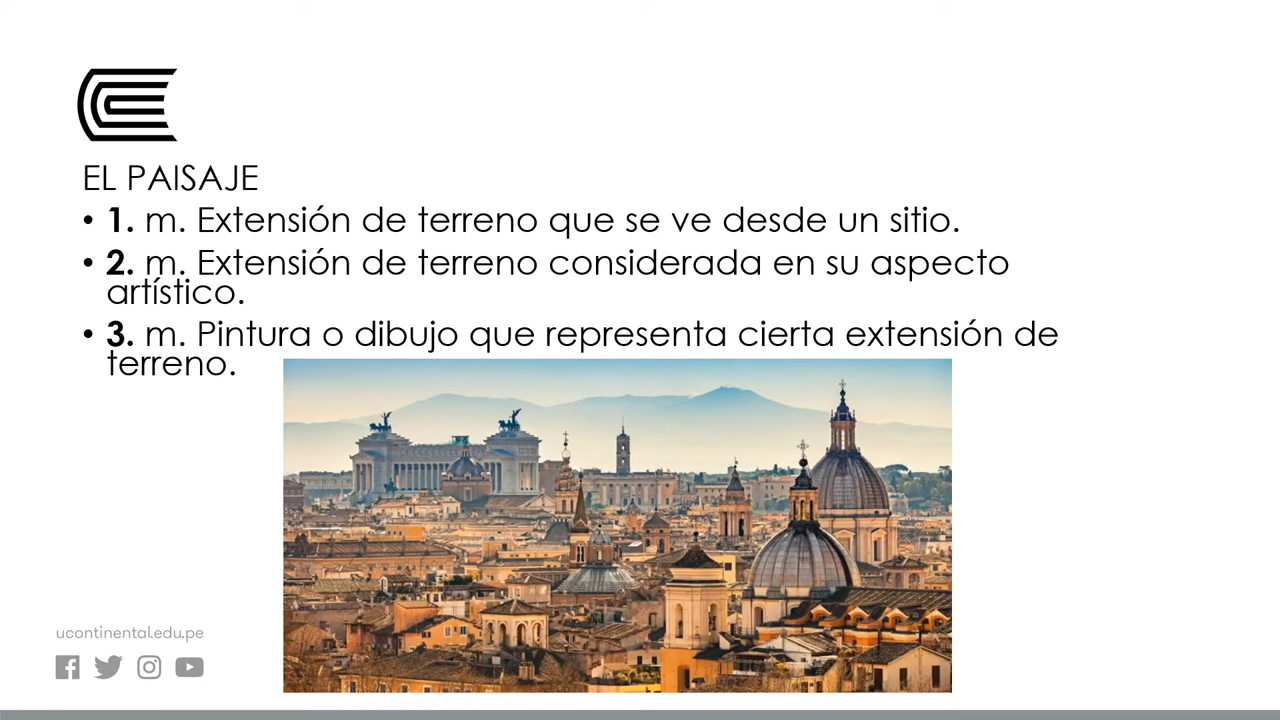 EL PAISAJE
• 1. m. Extensión de terreno que se ve desde un sitio.
• 2. m. Extensión de terreno considerada en su aspecto
artístico.
• 3. m. Pintura o dibujo que representa cierta extensión de
terreno.
ucontinental.edu.pe